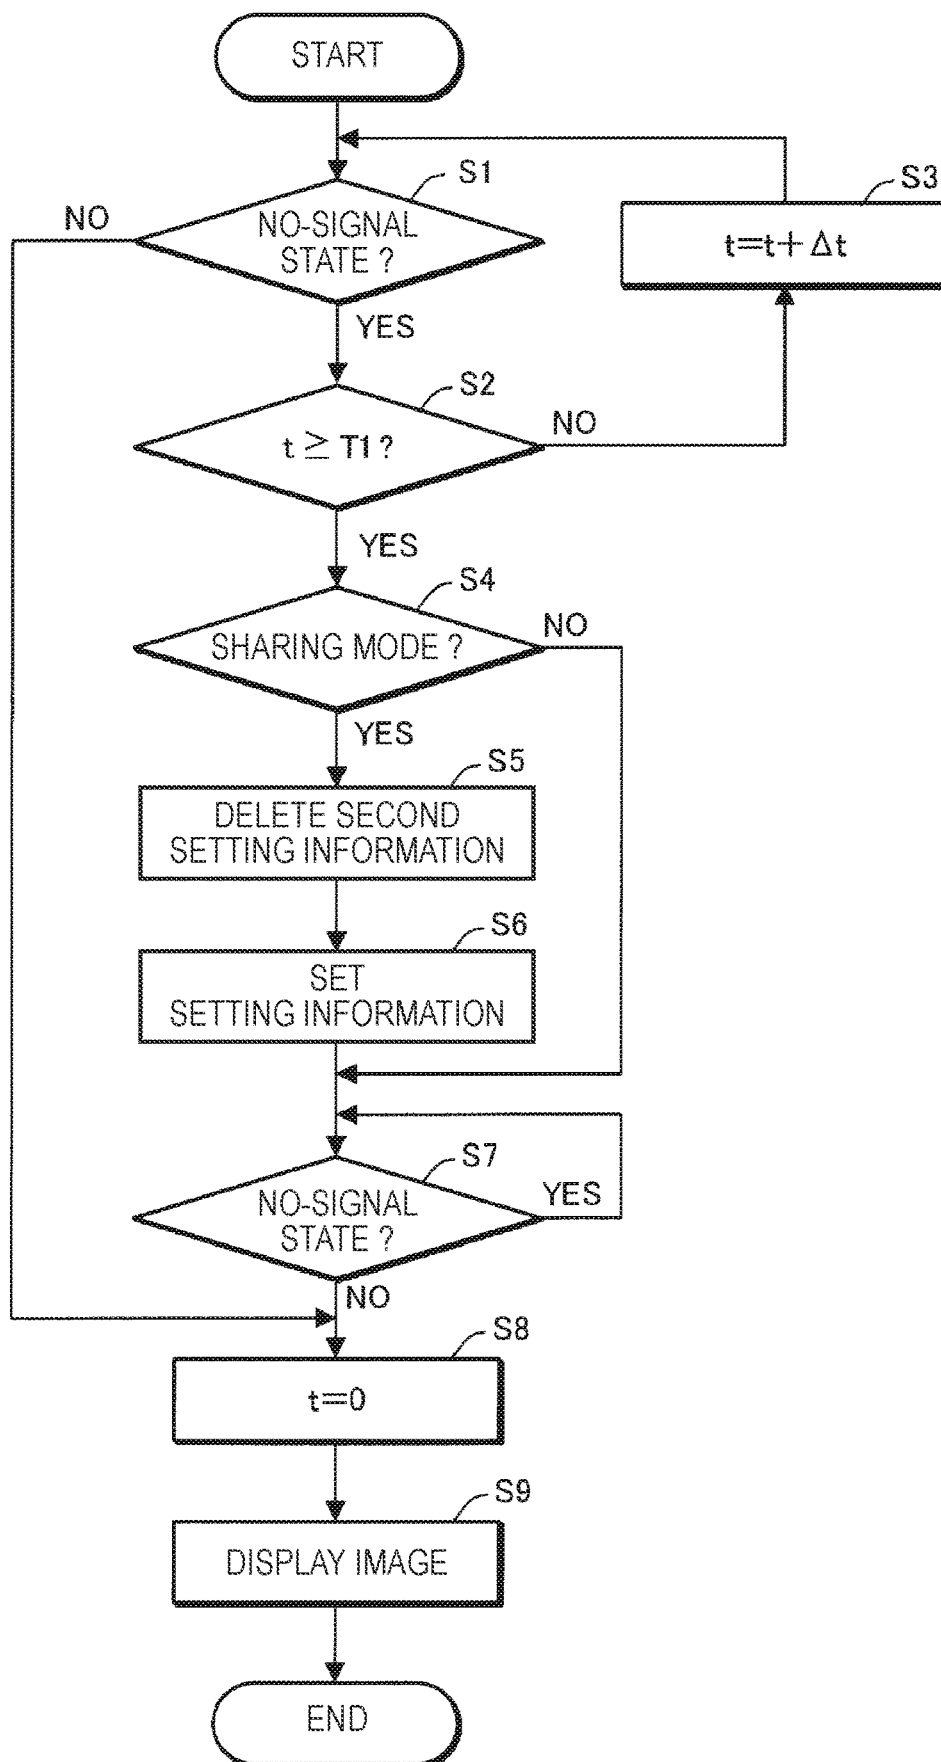 START
S1
S3
NO
NO-SIGNAL
STATE ?
t=t+Δt
YES
S2
t ≥ T1 ?
NO
YES
S4
SHARING MODE ?
NO
YES
S5
DELETE SECOND
SETTING INFORMATION
S6
SET
SETTING INFORMATION
S7
NO-SIGNAL
STATE ?
YES
NO
S8
t=0
S9
DISPLAY IMAGE
END